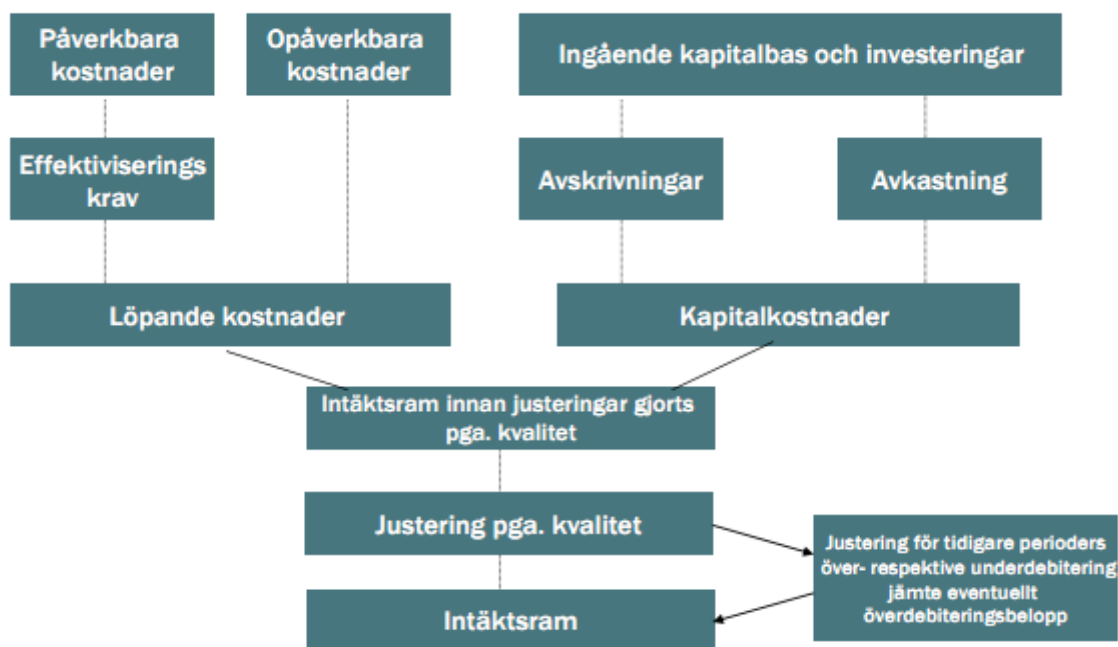 Påverkbara
kostnader
Opåverkbara
kostnader
Ingående kapitalbas och investeringar
Effektiviserings
krav
Avskrivningar
Avkastning
Löpande kostnader
Kapitalkostnader
Intäktsram innan justeringar gjorts
pga. kvalitet
Justering pga. kvalitet
Justering för tidigare perioders
över- respektive underdebitering
jämte eventuellt
överdebiteringsbelopp
Intäktsram